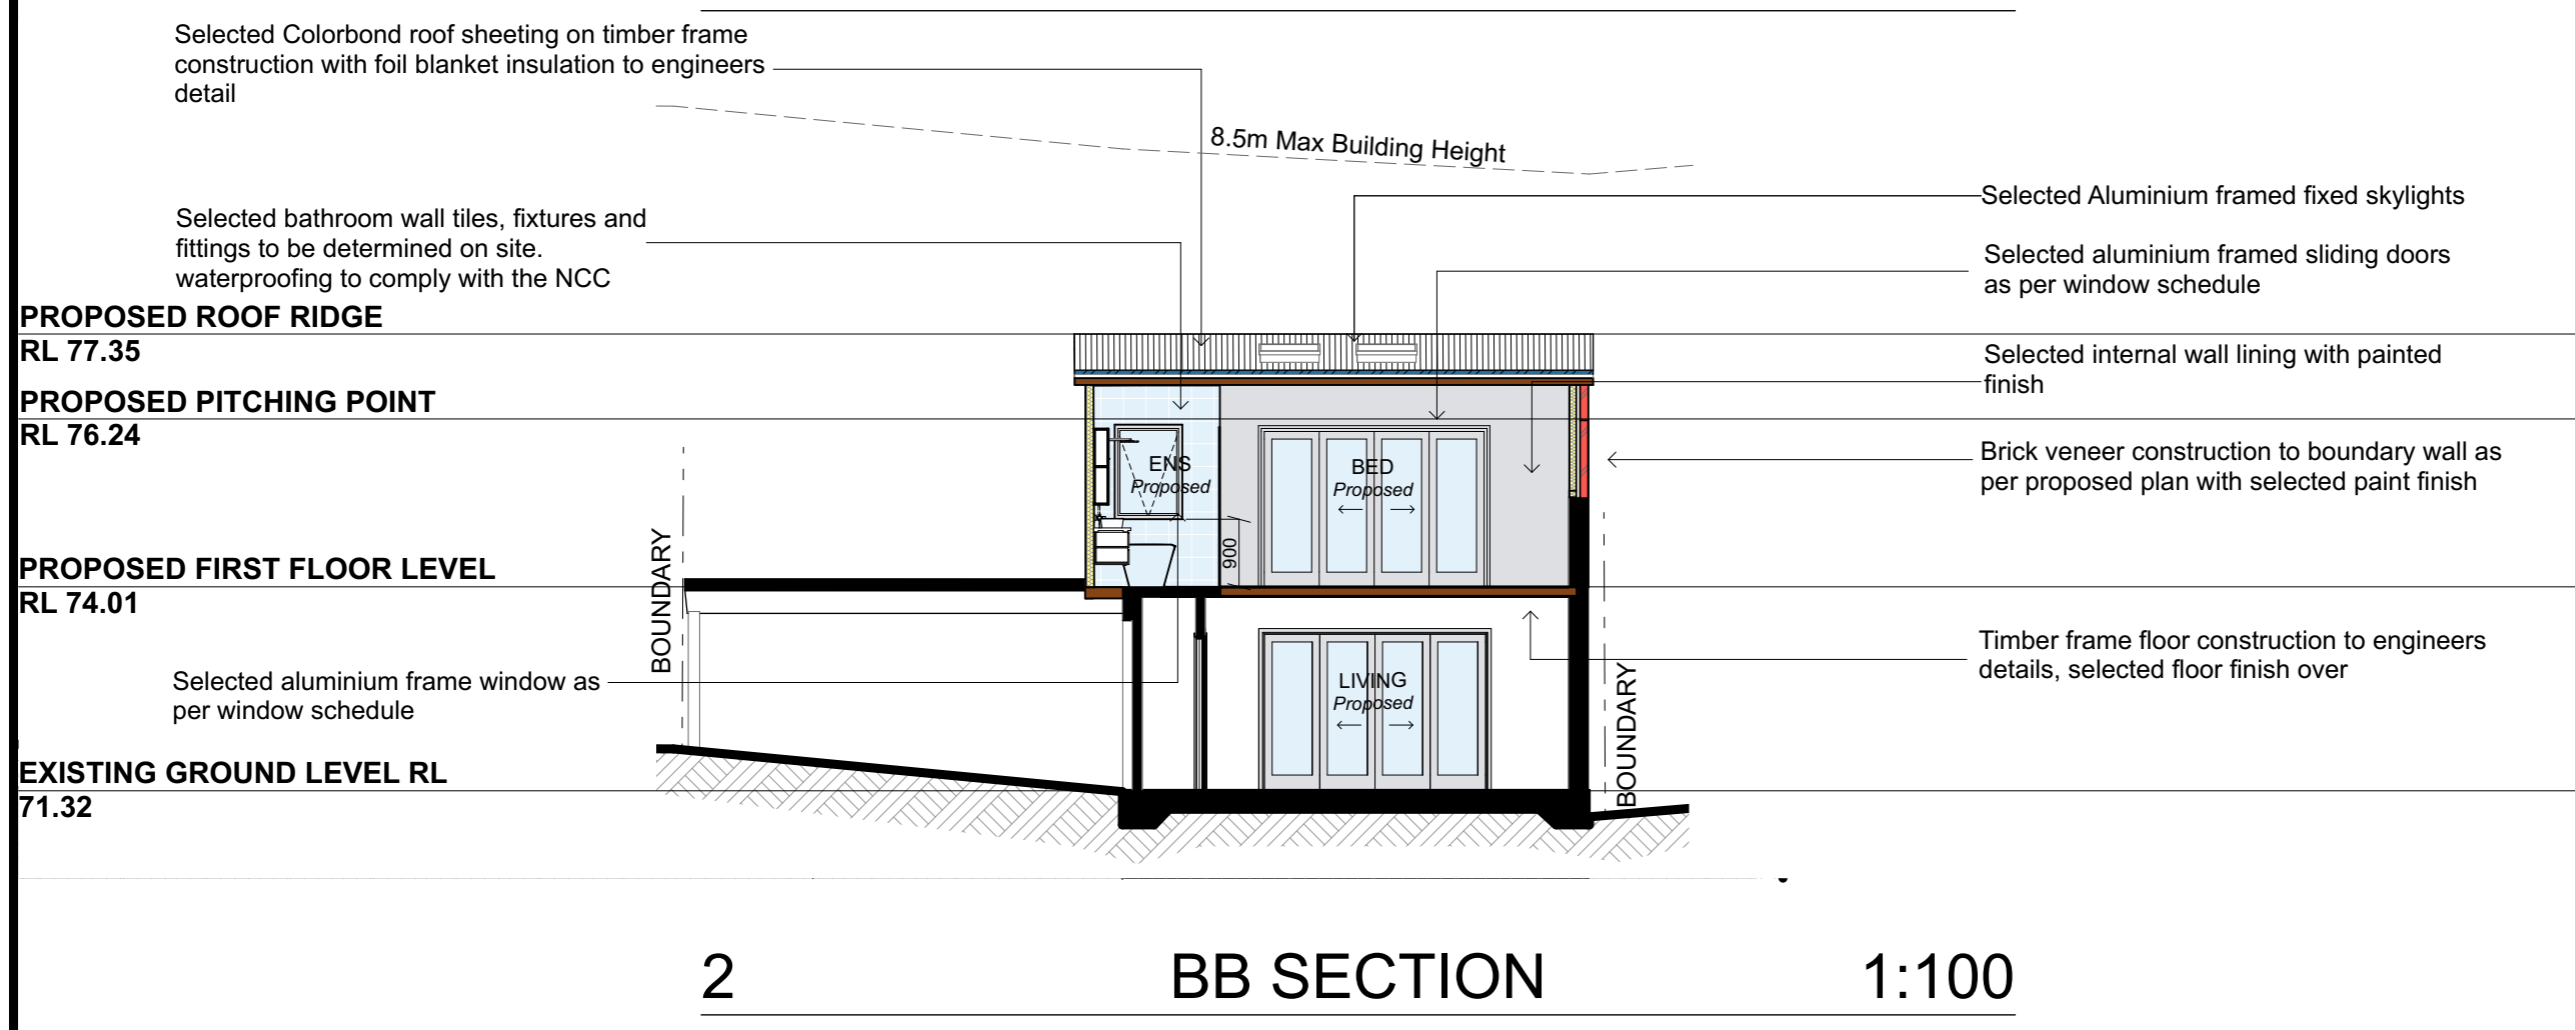 Selected Colorbond roof sheeting on timber frame
construction with foil blanket insulation to engineers
detail
8.5m Max Building Height
Selected bathroom wall tiles, fixtures and
fittings to be determined on site.
waterproofing to comply with the NCC
Selected Aluminium framed fixed skylights
Selected aluminium framed sliding doors
as per window schedule
PROPOSED ROOF RIDGE
RL 77.35
Selected internal wall lining with painted
finish
PROPOSED PITCHING POINT
RL 76.24
Brick veneer construction to boundary wall as
per proposed plan with selected paint finish
ENS
Proposed
BED
Proposed
900
BOUNDARY
PROPOSED FIRST FLOOR LEVEL
RL 74.01
Timber frame floor construction to engineers
details, selected floor finish over
Selected aluminium frame window as
per window schedule
LIVING
Proposed
BOUNDARY
EXISTING GROUND LEVEL RL
71.32
2 BB SECTION 1:100